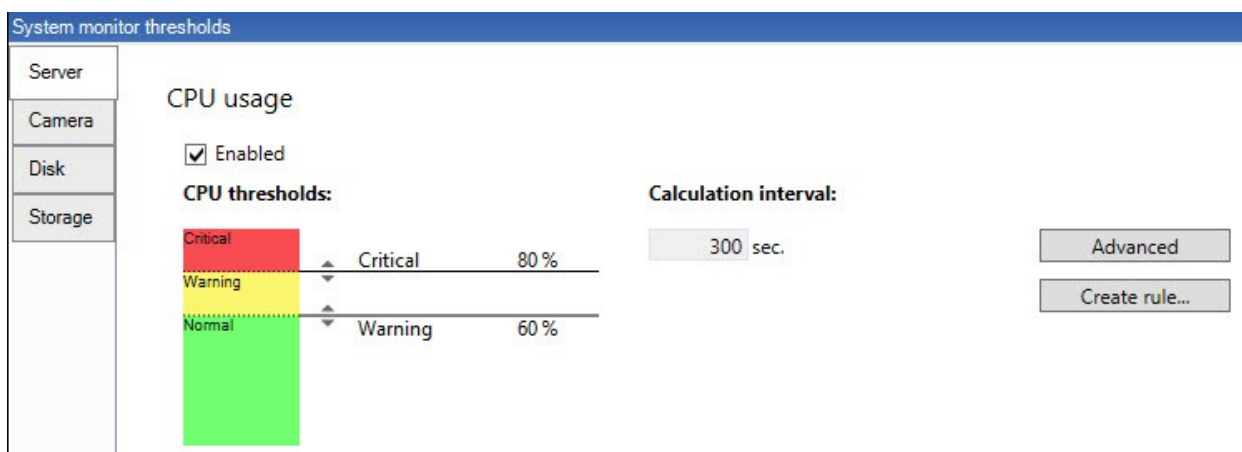 System monitor thresholds
Server
Camera
Disk
Storage
CPU usage
Enabled
CPU thresholds:
Calculation interval:
Critical
Critical 80 %
300 sec.
Advanced
Warning
Create rule...
Normal
Warning 60 %